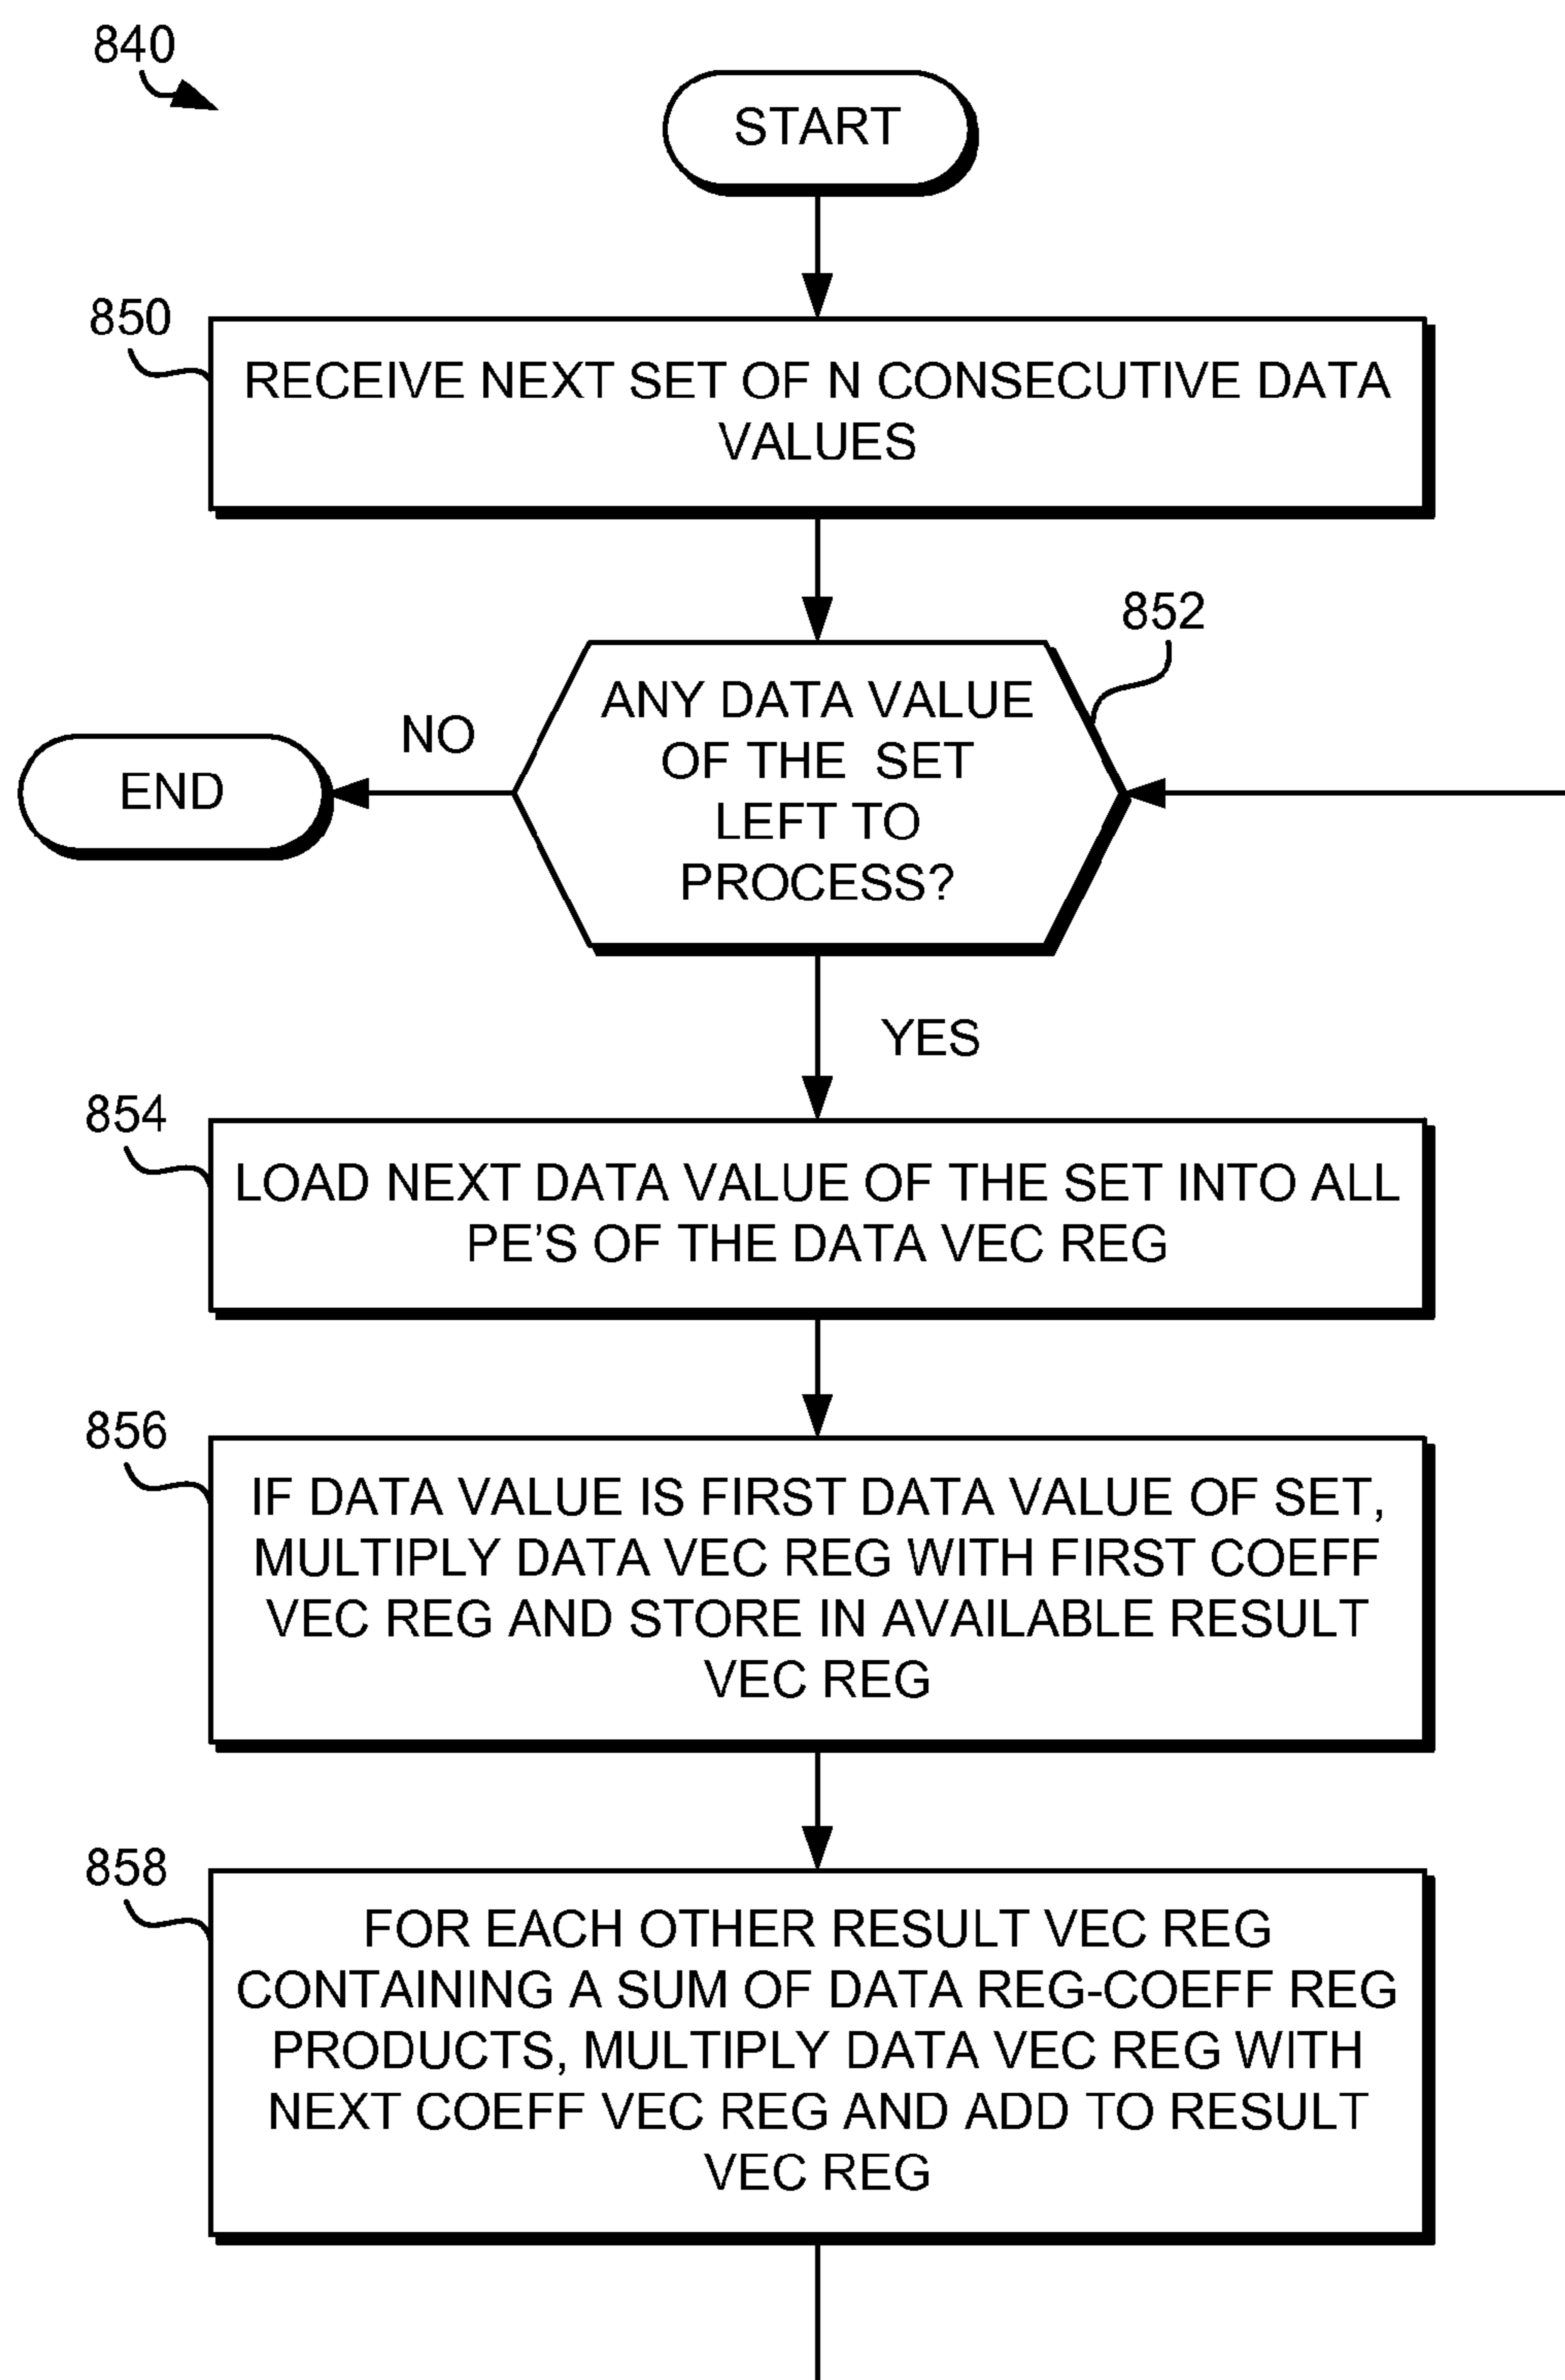 840
START
850
RECEIVE NEXT SET OF N CONSECUTIVE DATA
VALUES
852
ANY DATA VALUE
OF THE SET
LEFT TO
PROCESS?
NO
END
YES
854
LOAD NEXT DATA VALUE OF THE SET INTO ALL
PE'S OF THE DATA VEC REG
856
IF DATA VALUE IS FIRST DATA VALUE OF SET,
MULTIPLY DATA VEC REG WITH FIRST COEFF
VEC REG AND STORE IN AVAILABLE RESULT
VEC REG
858
FOR EACH OTHER RESULT VEC REG
CONTAINING A SUM OF DATA REG-COEFF REG
PRODUCTS, MULTIPLY DATA VEC REG WITH
NEXT COEFF VEC REG AND ADD TO RESULT
VEC REG